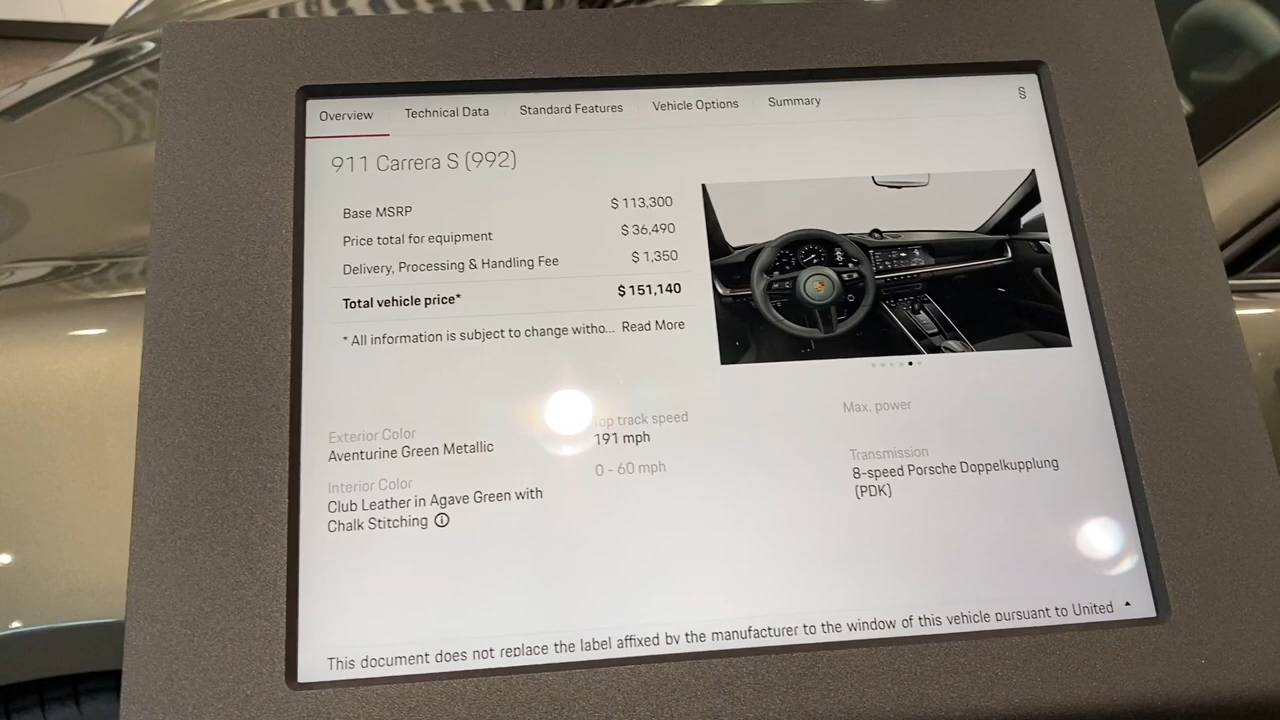 Overview
Technical Data
Standard Features
Vehicle Options
Summary
§
911 Carrera S (992)
Base MSRP $ 113,300
Price total for equipment $ 36,490
Delivery, Processing & Handling Fee $ 1,350
Total vehicle price* $ 151,140
* All information is subject to change witho... Read More
Exterior Color
Aventurine Green Metallic
Interior Color
Club Leather in Agave Green with
Chalk Stitching
Top track speed
191 mph
0 - 60 mph
Max. power
Transmission
8-speed Porsche Doppelkupplung
(PDK)
This document does not replace the label affixed by the manufacturer to the window of this vehicle pursuant to United